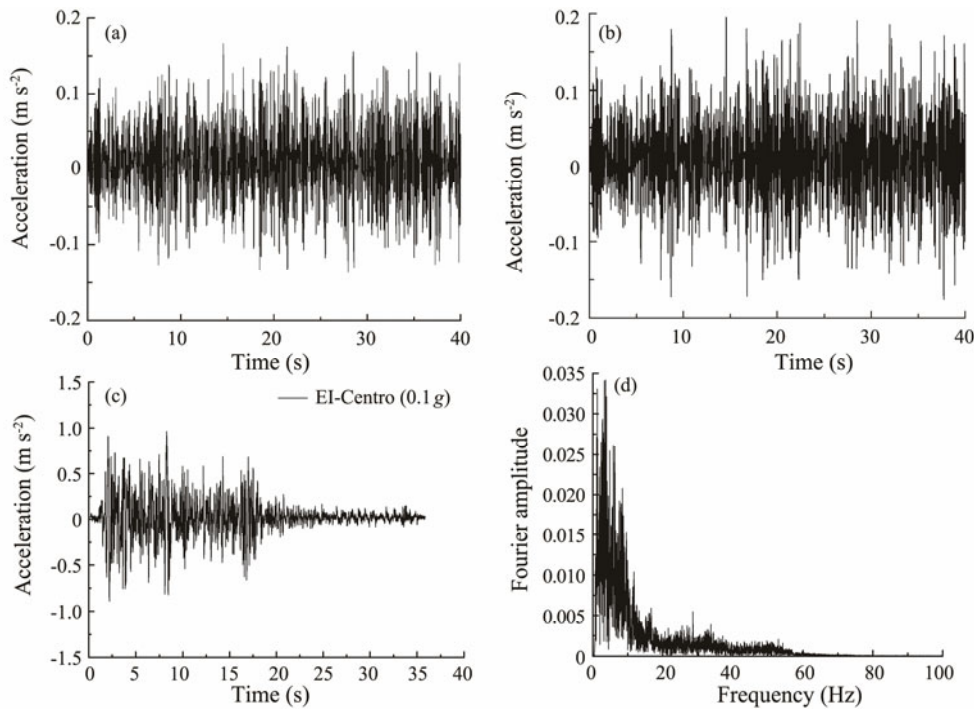 (a)
Acceleration (m s⁻²)
0.2
0.1
0
-0.1
-0.2
0 10 20 30 40
Time (s)
(b)
Acceleration (m s⁻²)
0.2
0.1
0
-0.1
-0.2
0 10 20 30 40
Time (s)
(c)
EI-Centro (0.1g)
Acceleration (m s⁻²)
1.5
1.0
0.5
0
-0.5
-1.0
-1.5
0 5 10 15 20 25 30 35 40
Time (s)
(d)
Fourier amplitude
0.035
0.030
0.025
0.020
0.015
0.010
0.005
0
0 20 40 60 80 100
Frequency (Hz)